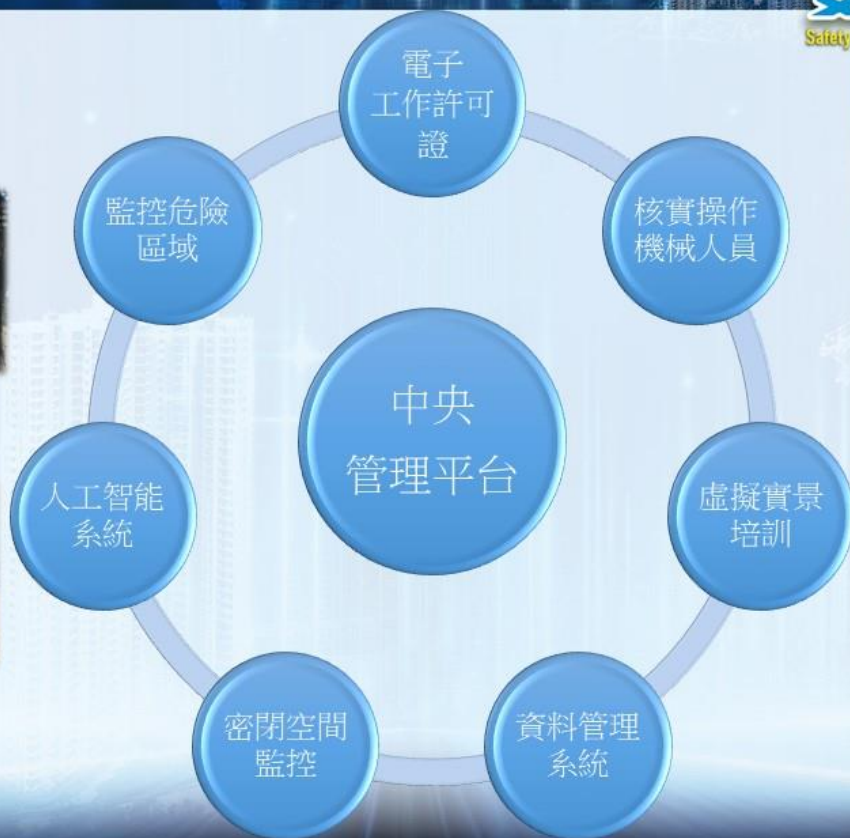 Safety
電子
工作許可
證
核實操作
機械人員
虛擬實景
培訓
資料管理
系統
密閉空間
監控
人工智能
系統
監控危險
區域
中央
管理平台